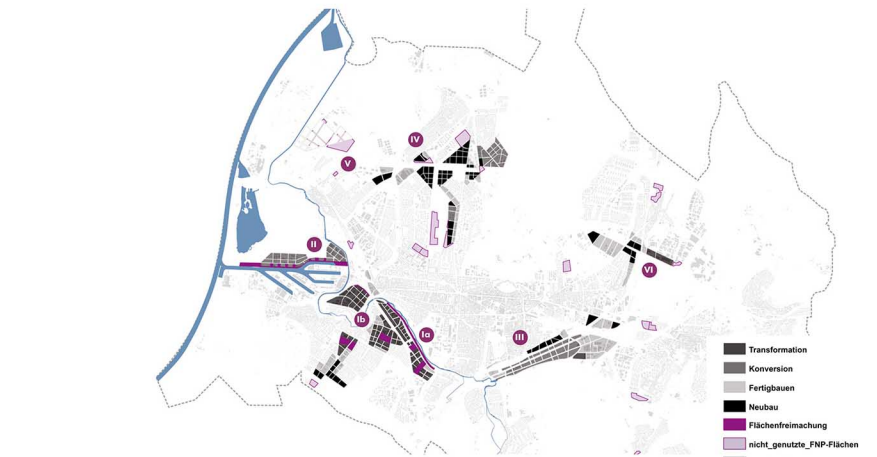 IV
V
II
VI
Ib
Ia
III
Transformation
Konversion
Fertigbauen
Neubau
Flächenfreimachung
nicht_genutzte_FNP-Flächen